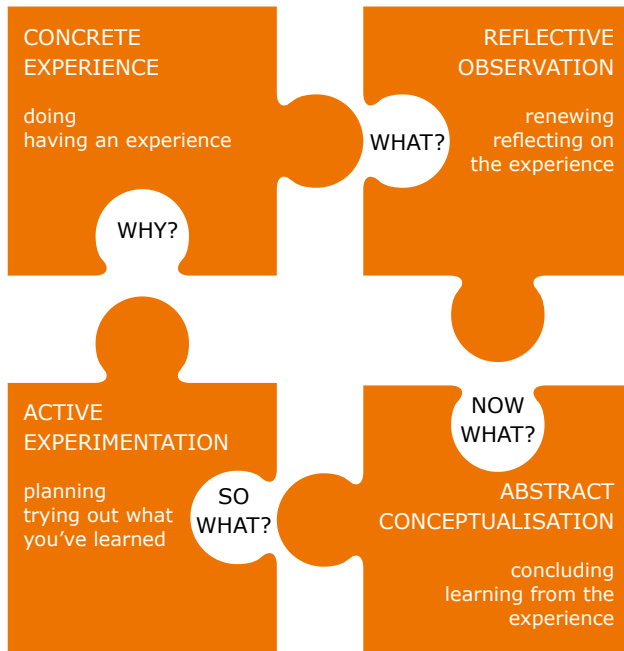 CONCRETE
EXPERIENCE
doing
having an experience
WHY?
REFLECTIVE
OBSERVATION
WHAT?
renewing
reflecting on
the experience
ACTIVE
EXPERIMENTATION
planning
trying out what
you've learned
SO
WHAT?
NOW
WHAT?
ABSTRACT
CONCEPTUALISATION
concluding
learning from the
experience